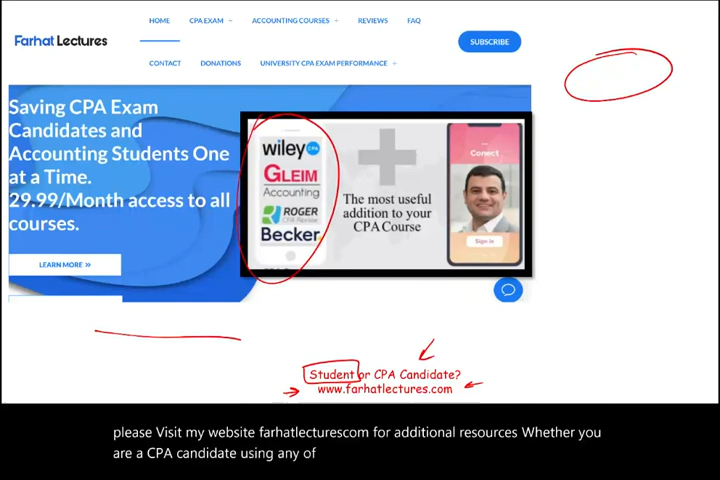 HOME
CPA EXAM
ACCOUNTING COURSES
REVIEWS
FAQ
Farhat Lectures
SUBSCRIBE
CONTACT
DONATIONS
UNIVERSITY CPA EXAM PERFORMANCE
Saving CPA Exam
Candidates and
Accounting Students One
at a Time.
29.99/Month access to all
courses.
LEARN MORE
wiley CPA
GLEIM
Accounting
ROGER
CPA Review
Becker
The most useful
addition to your
CPA Course
Conect
Sign in
Student or CPA Candidate?
www.farhatlectures.com
please Visit my website farhatlecturescom for additional resources Whether you
are a CPA candidate using any of